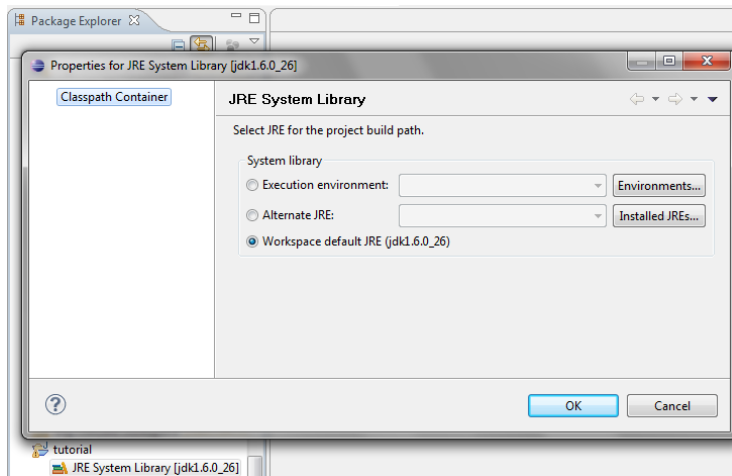 Package Explorer
Properties for JRE System Library [jdk1.6.0_26]
Classpath Container
JRE System Library
Select JRE for the project build path.
System library
Execution environment:
Environments...
Alternate JRE:
Installed JREs...
Workspace default JRE (jdk1.6.0_26)
?
OK
Cancel
tutorial
JRE System Library [jdk1.6.0_26]